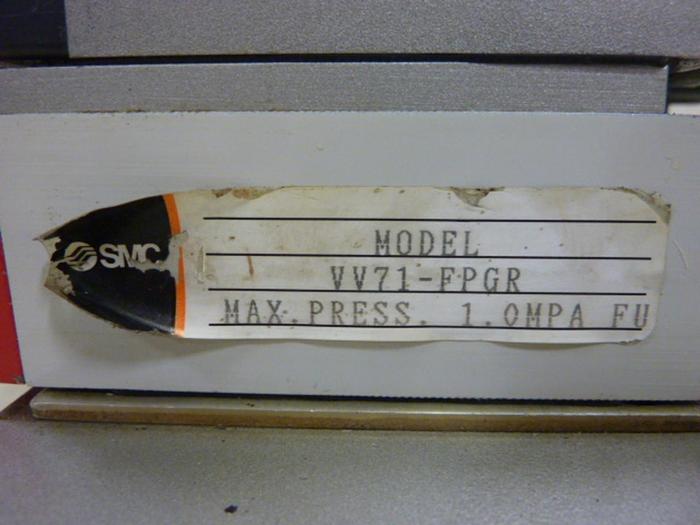 SMC
MODEL
VV71-FPGR
MAX.PRESS. 1.0MPA FU